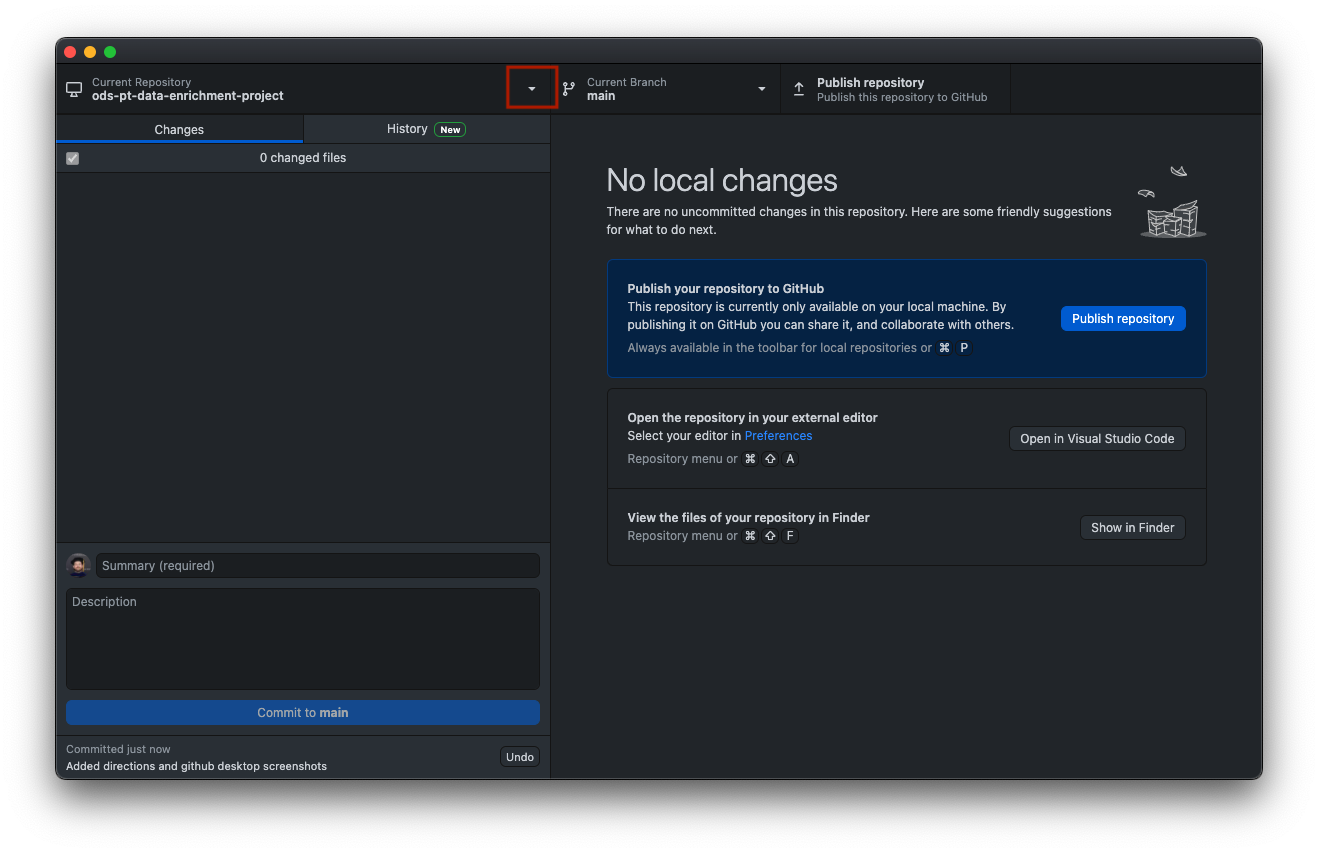 Current Repository
ods-pt-data-enrichment-project
Current Branch
main
Publish repository
Publish this repository to GitHub
Changes
History New
0 changed files
No local changes
There are no uncommitted changes in this repository. Here are some friendly suggestions
for what to do next.
Publish your repository to GitHub
This repository is currently only available on your local machine. By
publishing it on GitHub you can share it, and collaborate with others.
Always available in the toolbar for local repositories or ⌘ P
Publish repository
Open the repository in your external editor
Select your editor in Preferences
Repository menu or ⌘ ⇧ A
Open in Visual Studio Code
View the files of your repository in Finder
Repository menu or ⌘ ⇧ F
Show in Finder
Summary (required)
Description
Commit to main
Committed just now
Added directions and github desktop screenshots
Undo